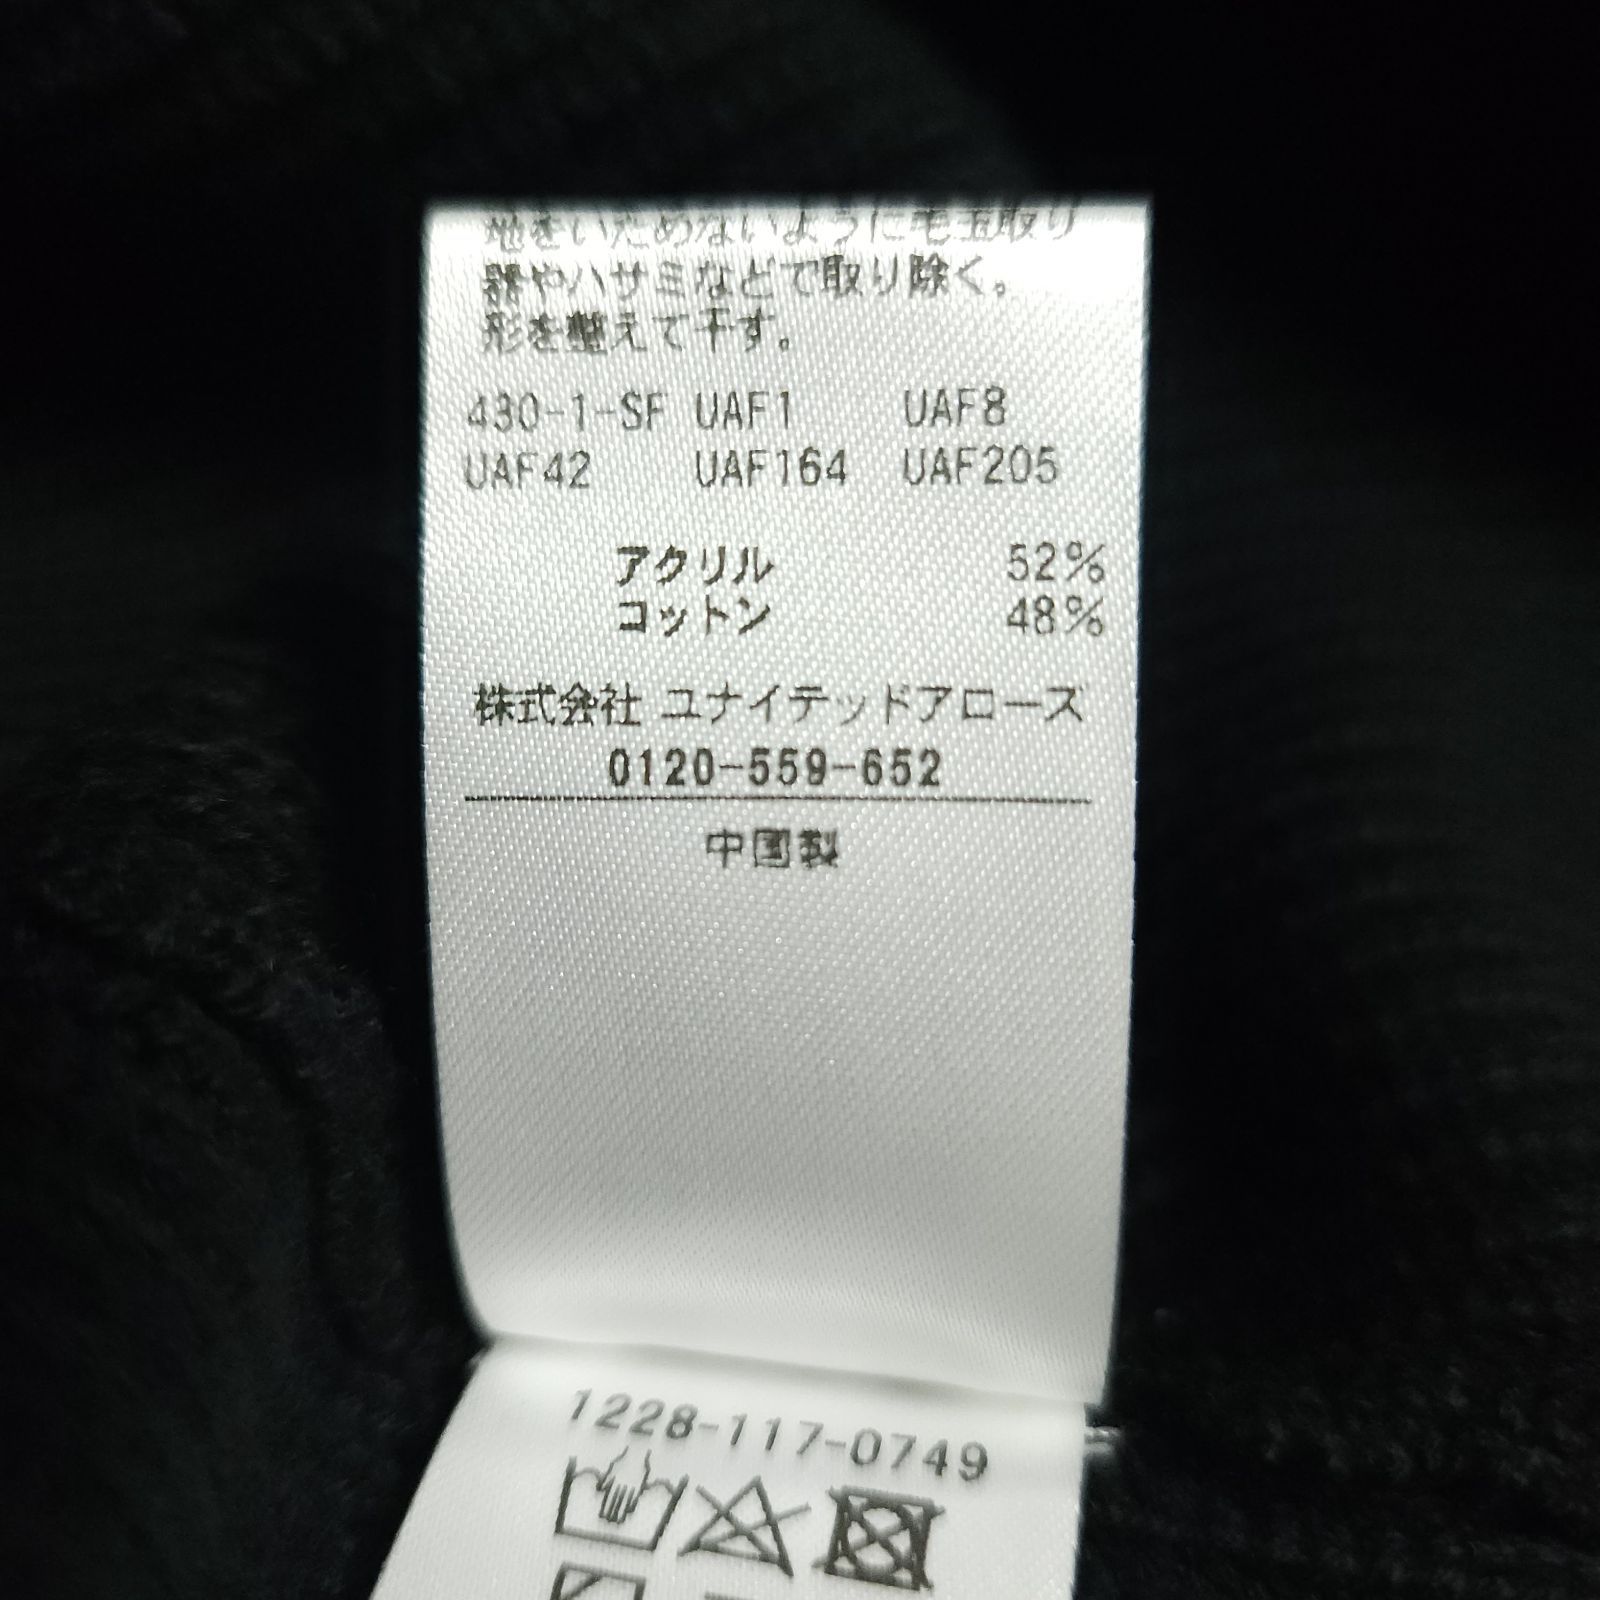 地をいためないように毛玉取り
器やハサミなどで取り除く。
形を整えて干す。
430-1-SF UAF1 UAF8
UAF42 UAF164 UAF205
アクリル 52%
コットン 48%
株式会社 ユナイテッドアローズ
0120-559-652
中国製
1228-117-0749